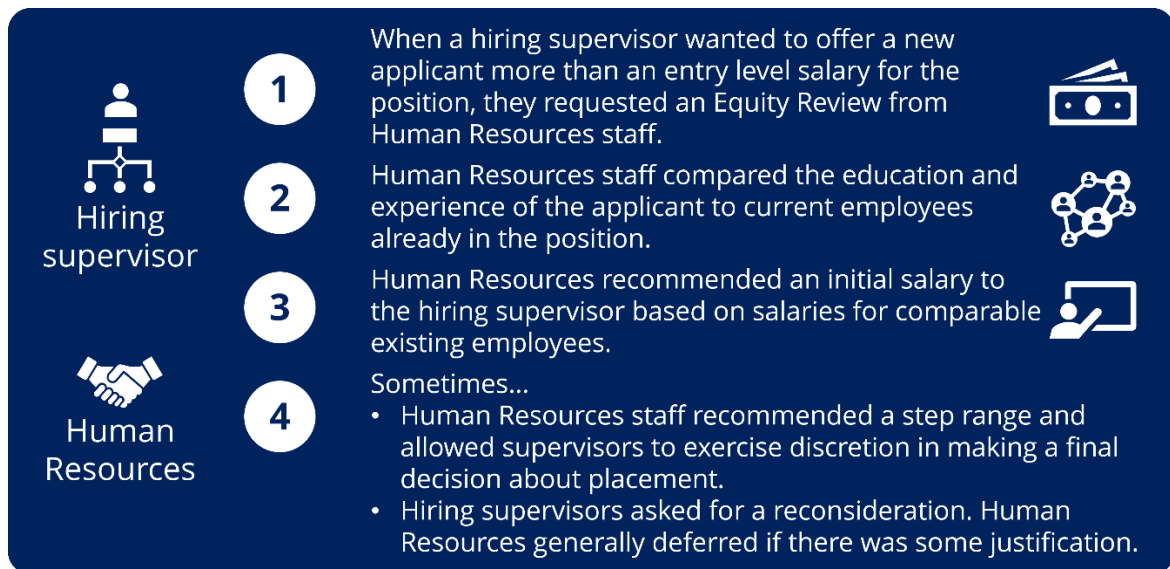 Hiring
supervisor
Human
Resources
1
When a hiring supervisor wanted to offer a new
applicant more than an entry level salary for the
position, they requested an Equity Review from
Human Resources staff.
2
Human Resources staff compared the education and
experience of the applicant to current employees
already in the position.
3
Human Resources recommended an initial salary to
the hiring supervisor based on salaries for comparable
existing employees.
4
Sometimes...
• Human Resources staff recommended a step range and
allowed supervisors to exercise discretion in making a final
decision about placement.
• Hiring supervisors asked for a reconsideration. Human
Resources generally deferred if there was some justification.